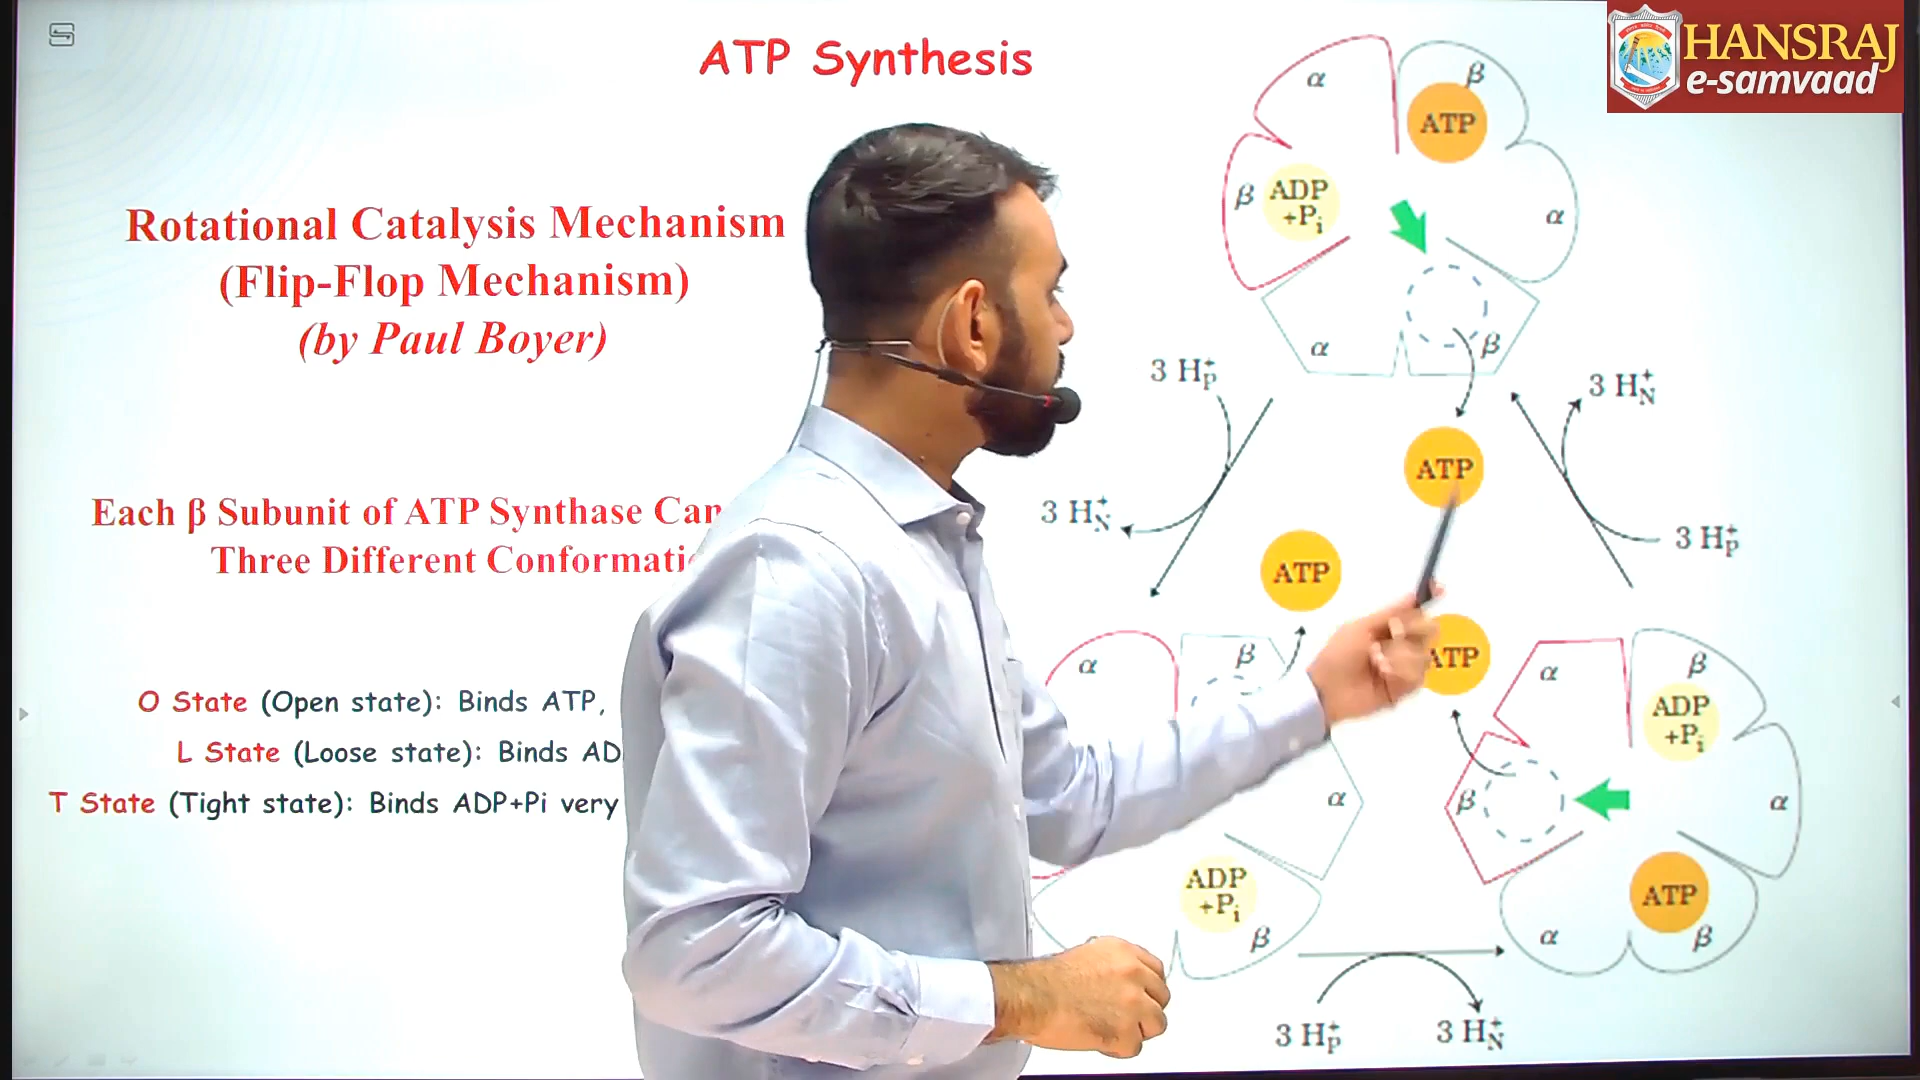 ATP Synthesis
HANSRAJ
e-samvaad
Rotational Catalysis Mechanism
(Flip-Flop Mechanism)
(by Paul Boyer)
Each β Subunit of ATP Synthase Can
Three Different
O State (Open state): Binds ATP,
L State (Loose state): Binds
T State (Tight state): Binds ADP+Pi very
α
β
ATP
β
ADP
+Pi
α
α
β
3 H+P
3 H+N
3 H+N
3 H+P
ATP
ATP
ATP
α
β
α
ADP
+Pi
β
α
β
ADP
+Pi
β
α
ATP
α
β
3 H+P
3 H+N